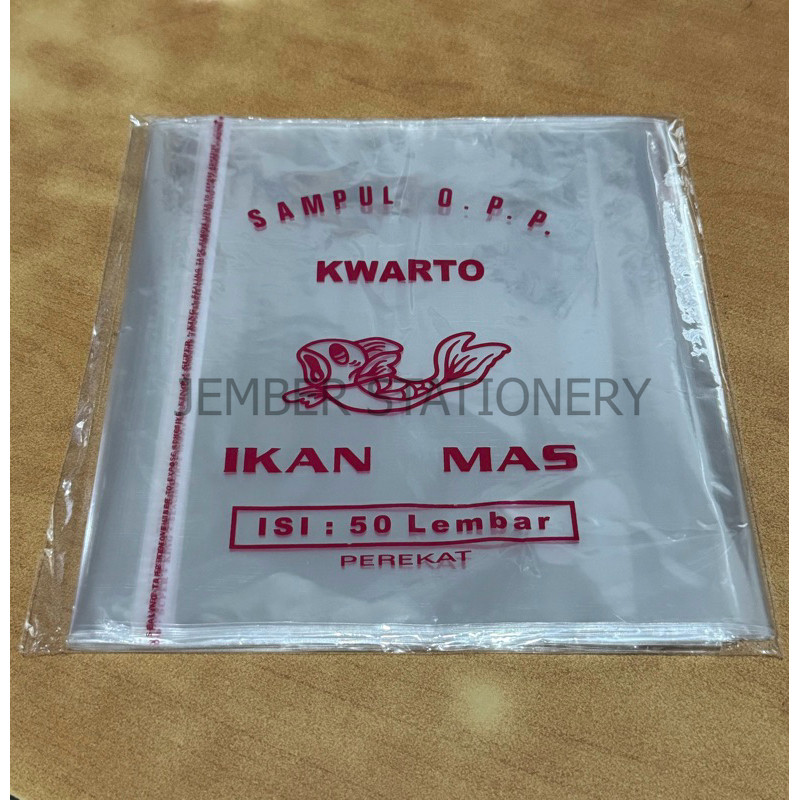 SAMPUL O.P.P.
KWARTO
JEMBER STATIONERY
IKAN MAS
ISI : 50 Lembar
PEREKAT